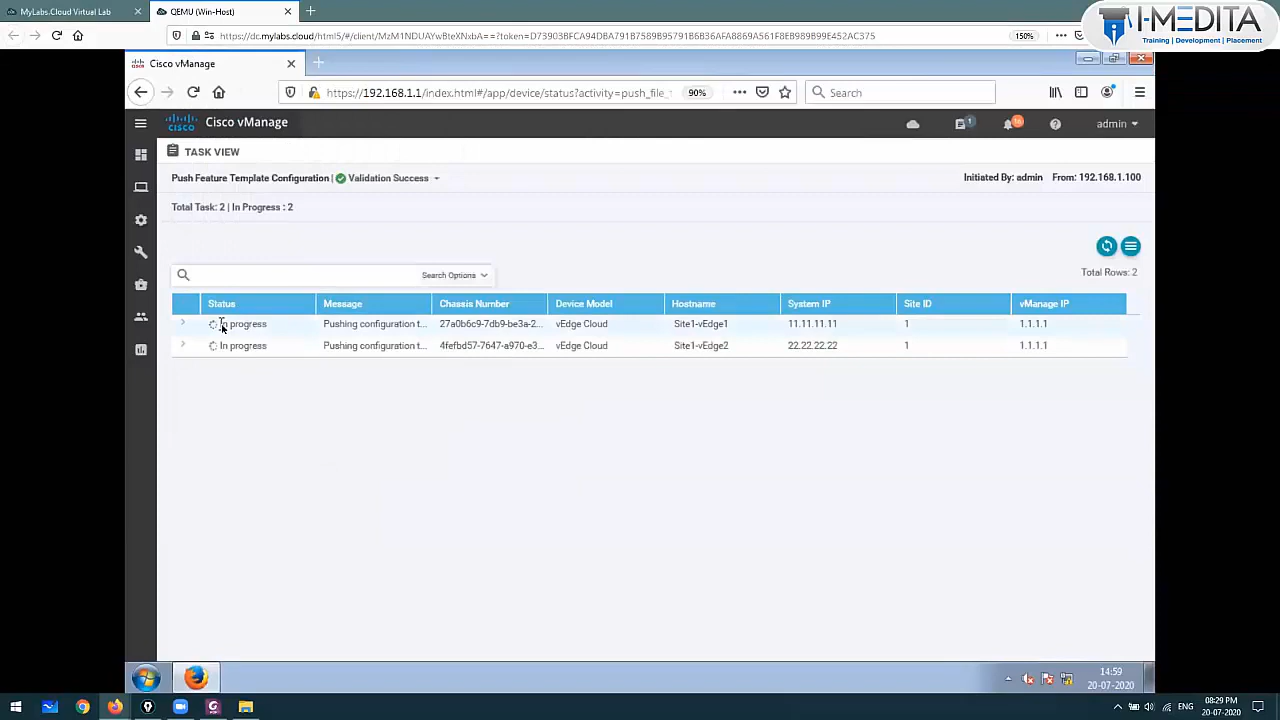 MyLabs.Cloud Virtual Lab
QEMU (Win-Host)
150%
I-MEDITA
Training | Development | Placement
Cisco vManage
https://192.168.1.1/index.html#/app/device/status?activity=push_file_t
90%
Search
CISCO
Cisco vManage
1
admin
TASK VIEW
Push Feature Template Configuration | Validation Success
Initiated By: admin From: 192.168.1.100
Total Task: 2 | In Progress : 2
Search Options
Total Rows: 2
Status Message Chassis Number Device Model Hostname System IP Site ID vManage IP
In progress Pushing configuration t... 27a0b6c9-7db9-be3a-2... vEdge Cloud Site1-vEdge1 11.11.11.11 1 1.1.1.1
In progress Pushing configuration t... 4fefbd57-7647-a970-e3... vEdge Cloud Site1-vEdge2 22.22.22.22 1 1.1.1.1
14:59
20-07-2020
ENG
08:29 PM
20-07-2020